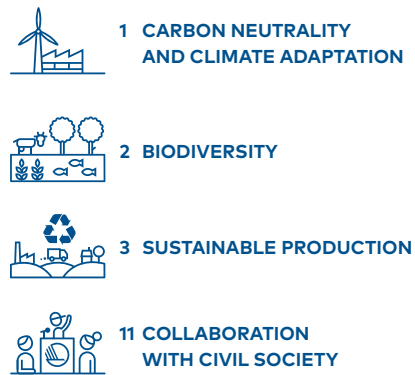 1 CARBON NEUTRALITY
AND CLIMATE ADAPTATION
2 BIODIVERSITY
3 SUSTAINABLE PRODUCTION
11 COLLABORATION
WITH CIVIL SOCIETY